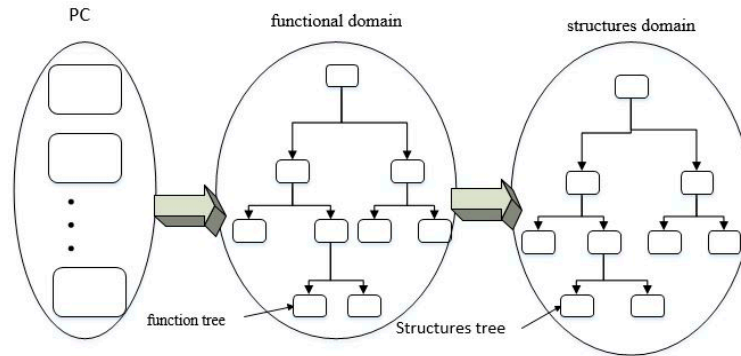 PC
functional domain
structures domain
function tree
Structures tree